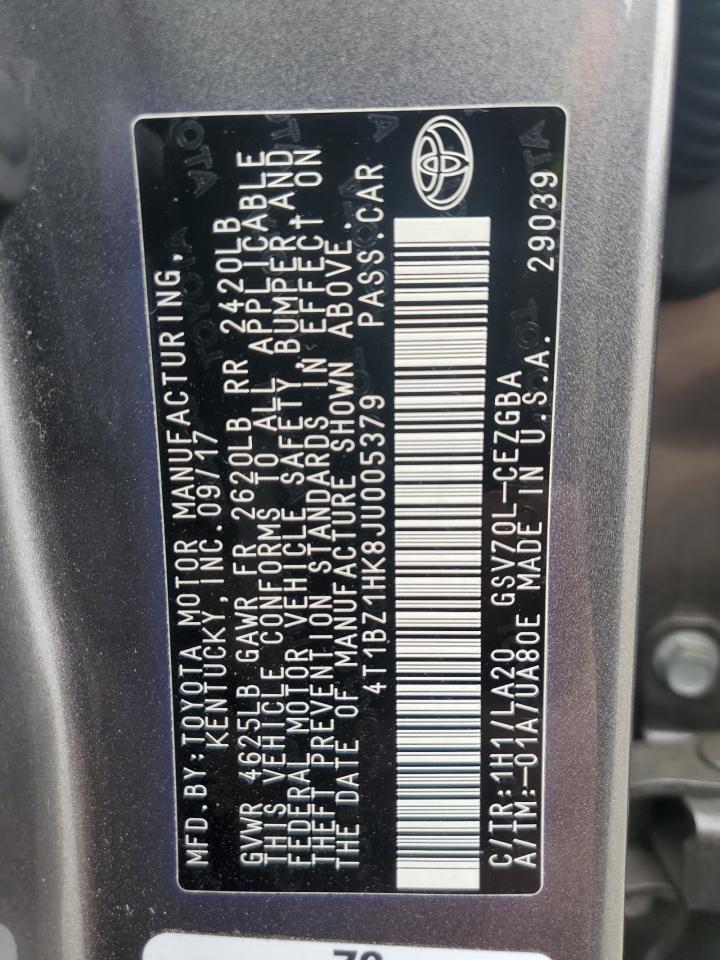 MFD.BY:TOYOTA MOTOR MANUFACTURING,
KENTUCKY, INC.09/17
GVWR 4625LB GAWR FR 2620LB RR 2420LB
THIS VEHICLE CONFORMS TO ALL APPLICABLE
FEDERAL MOTOR VEHICLE SAFETY, BUMPER, AND
THEFT PREVENTION STANDARDS IN EFFECT ON
THE DATE OF MANUFACTURE SHOWN ABOVE.
4T1BZ1HK8JU005379 PASS.CAR
C/TR:1H1/LA20 GSV70L-CEZGBA
A/TM:-01A/UA80E MADE IN U.S.A. 29039